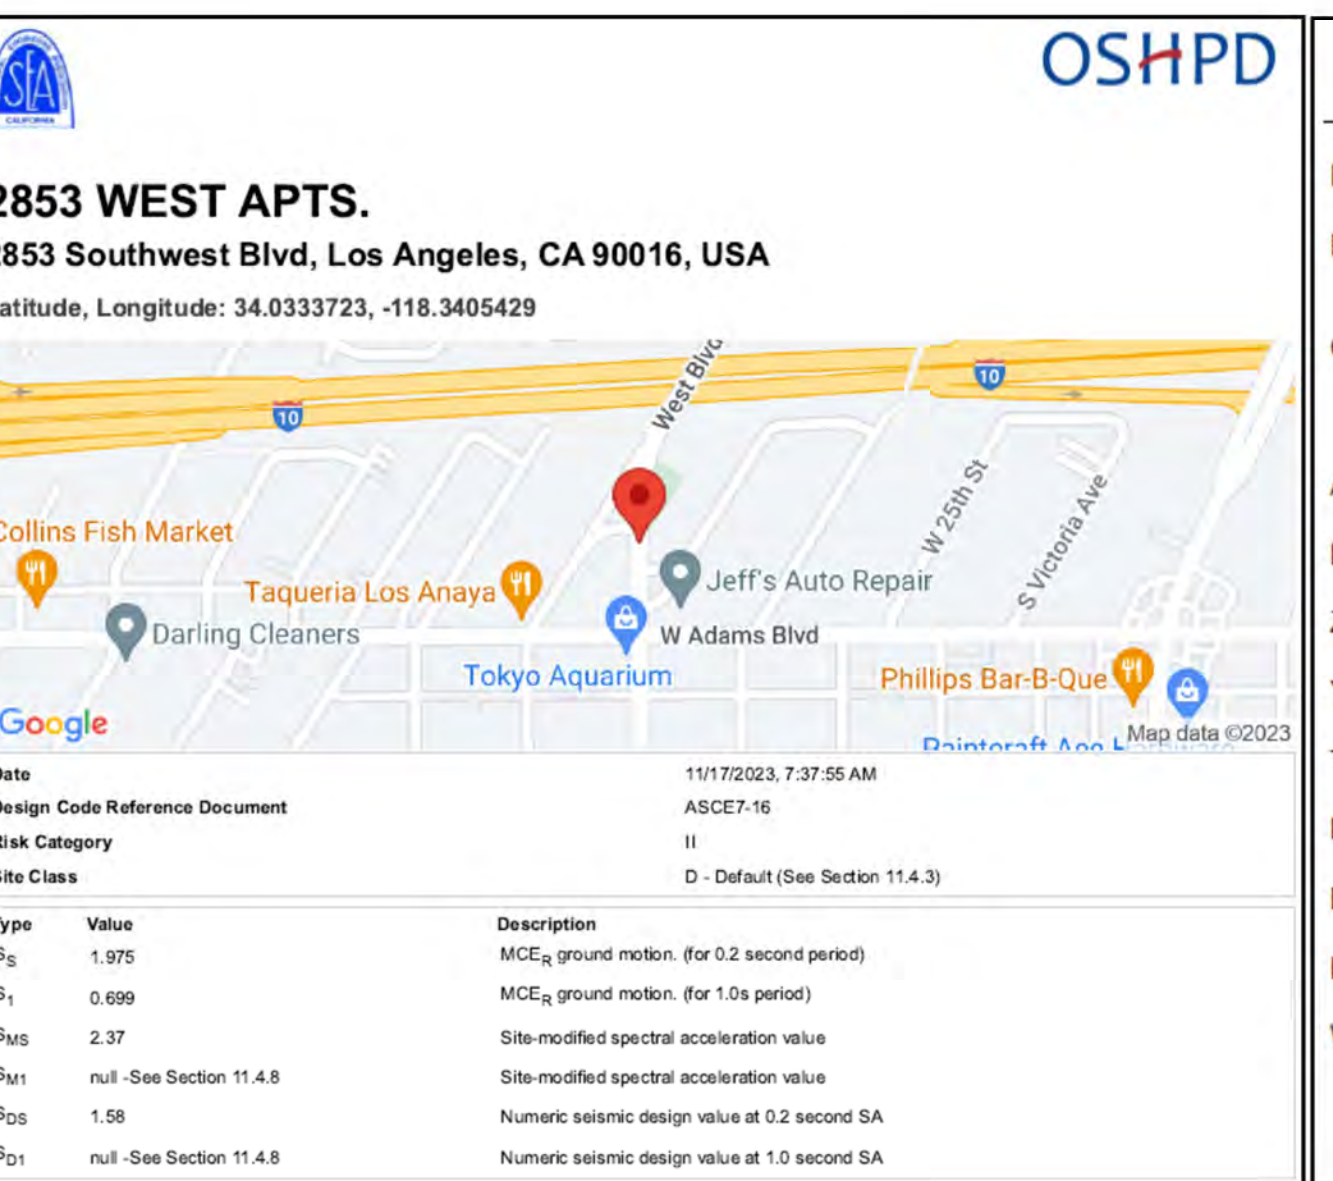 SEA
CALIFORNIA
OSHPD
2853 WEST APTS.
2853 Southwest Blvd, Los Angeles, CA 90016, USA
atitude, Longitude: 34.0333723, -118.3405429
West Blvd
10
10
W 25th St
S Victoria Ave
Collins Fish Market
Taqueria Los Anaya
Jeff's Auto Repair
Darling Cleaners
W Adams Blvd
Tokyo Aquarium
Phillips Bar-B-Que
Google
Map data ©2023
Date
11/17/2023, 7:37:55 AM
Design Code Reference Document
ASCE7-16
Risk Category
II
Site Class
D - Default (See Section 11.4.3)
Type Value Description
SS 1.975 MCER ground motion. (for 0.2 second period)
S1 0.699 MCER ground motion. (for 1.0s period)
SMS 2.37 Site-modified spectral acceleration value
SM1 null -See Section 11.4.8 Site-modified spectral acceleration value
SDS 1.58 Numeric seismic design value at 0.2 second SA
SD1 null -See Section 11.4.8 Numeric seismic design value at 1.0 second SA